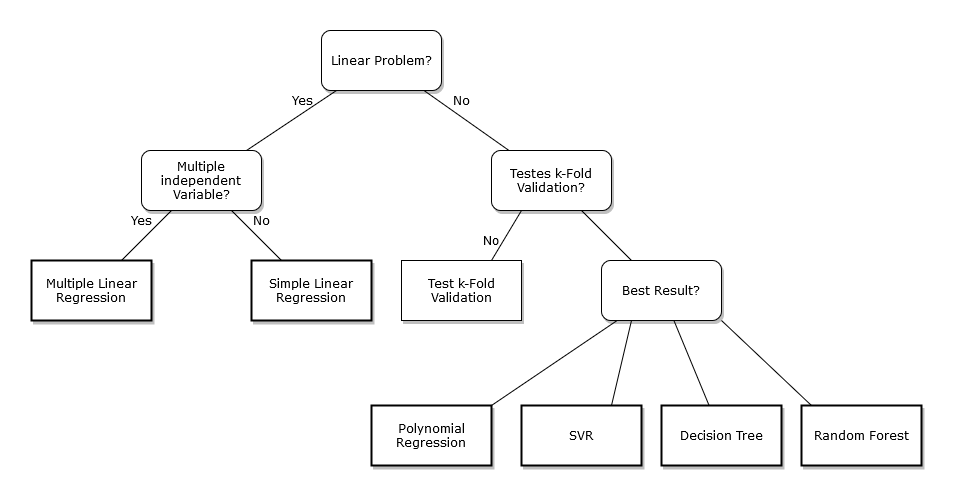 Linear Problem?
Yes
No
Multiple
independent
Variable?
Testes k-Fold
Validation?
Yes
No
No
Multiple Linear
Regression
Simple Linear
Regression
Test k-Fold
Validation
Best Result?
Polynomial
Regression
SVR
Decision Tree
Random Forest